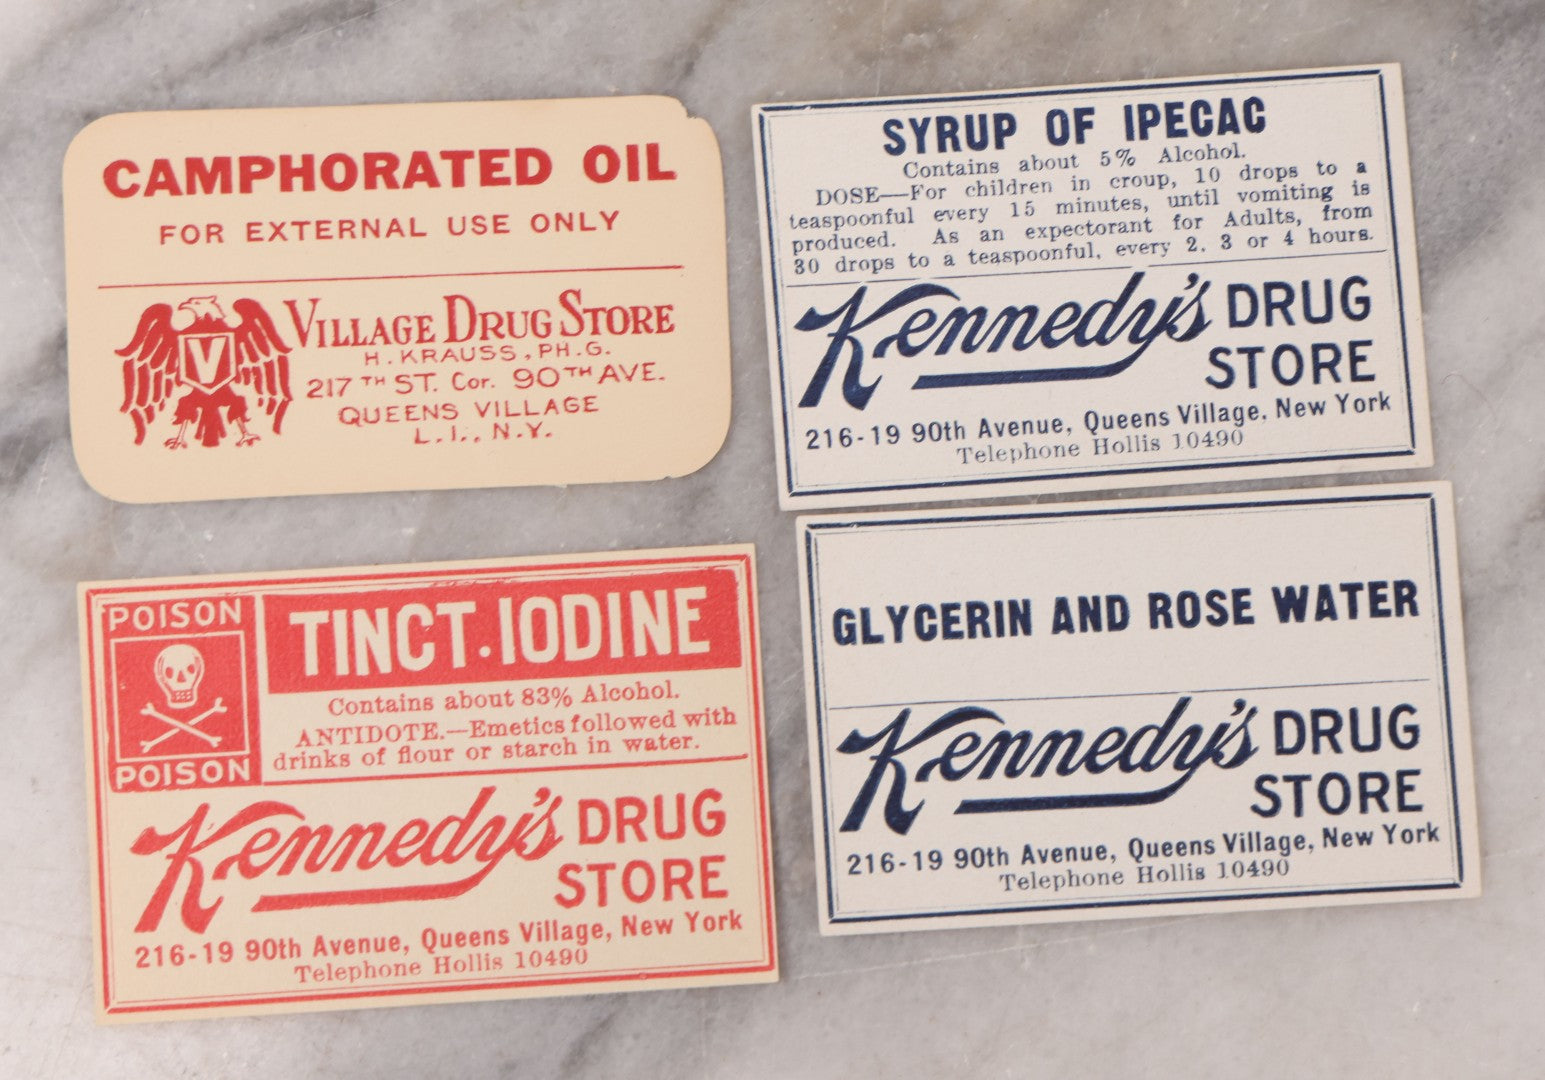 CAMPHORATED OIL
FOR EXTERNAL USE ONLY
V
VILLAGE DRUG STORE
H. KRAUSS, PH.G.
217TH ST. Cor. 90TH AVE.
QUEENS VILLAGE
L.I., N.Y.
SYRUP OF IPECAC
Contains about 5% Alcohol.
DOSE—For children in croup, 10 drops to a
teaspoonful every 15 minutes, until vomiting is
produced. As an expectorant for Adults, from
30 drops to a teaspoonful, every 2, 3 or 4 hours.
Kennedy's DRUG
STORE
216-19 90th Avenue, Queens Village, New York
Telephone Hollis 10490
POISON
POISON
TINCT. IODINE
Contains about 83% Alcohol.
ANTIDOTE.—Emetics followed with
drinks of flour or starch in water.
Kennedy's DRUG
STORE
216-19 90th Avenue, Queens Village, New York
Telephone Hollis 10490
GLYCERIN AND ROSE WATER
Kennedy's DRUG
STORE
216-19 90th Avenue, Queens Village, New York
Telephone Hollis 10490